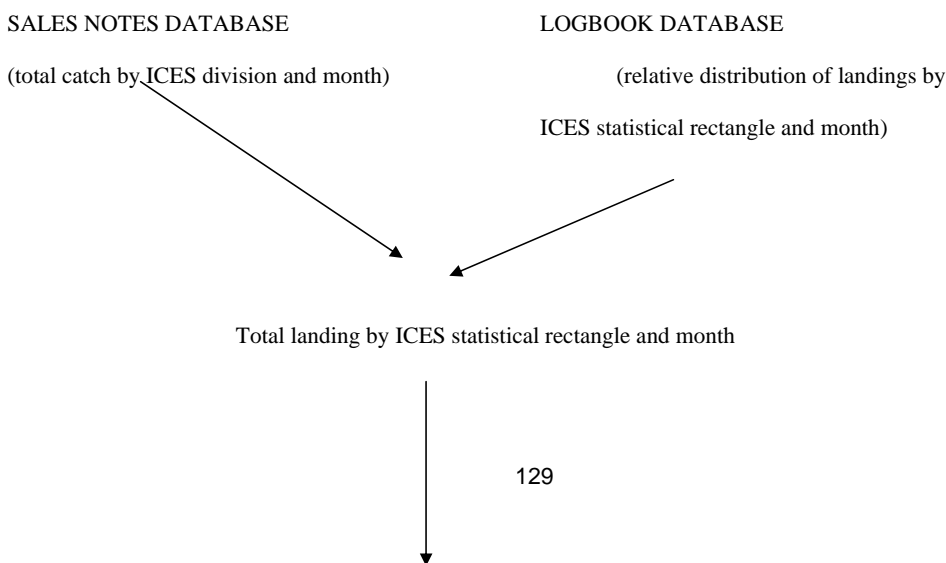 SALES NOTES DATABASE
(total catch by ICES division and month)
LOGBOOK DATABASE
(relative distribution of landings by
ICES statistical rectangle and month)
Total landing by ICES statistical rectangle and month
129